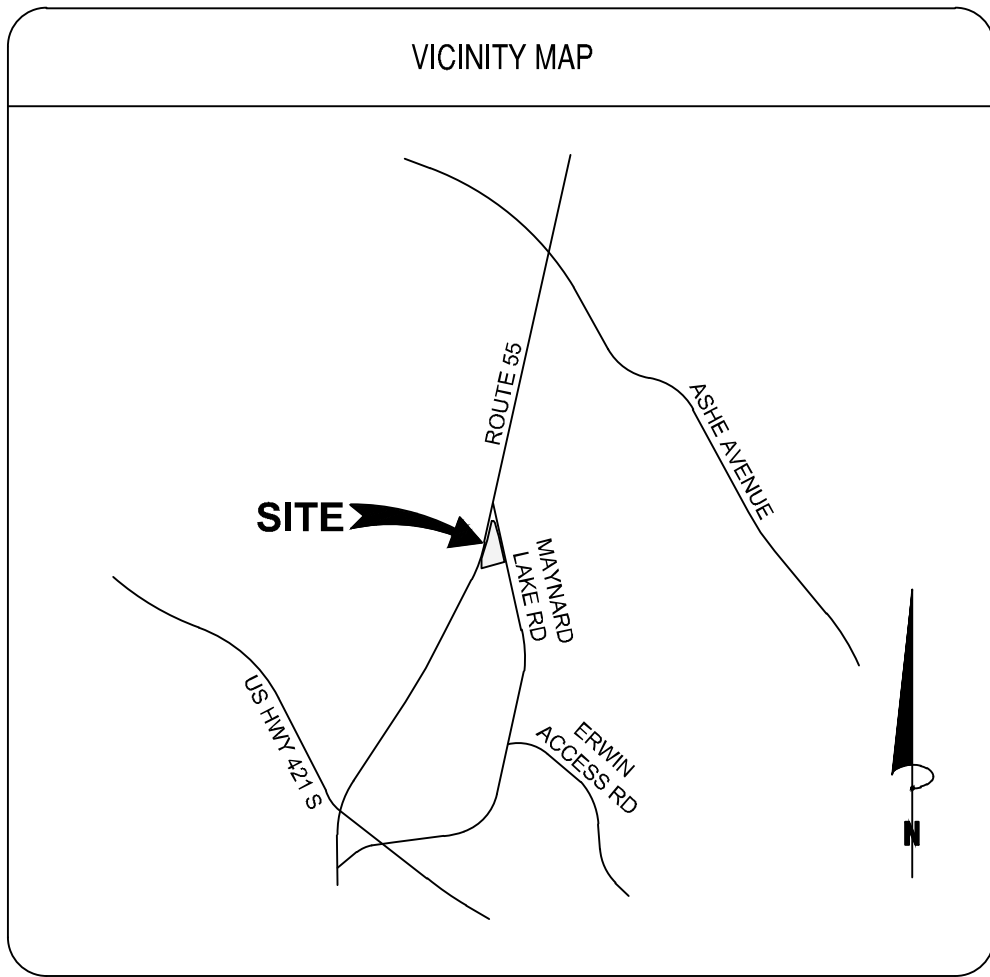 VICINITY MAP
ROUTE 55
ASHE AVENUE
SITE
MAYNARD
LAKE RD
US HWY 421 S
ERWIN
ACCESS RD
N